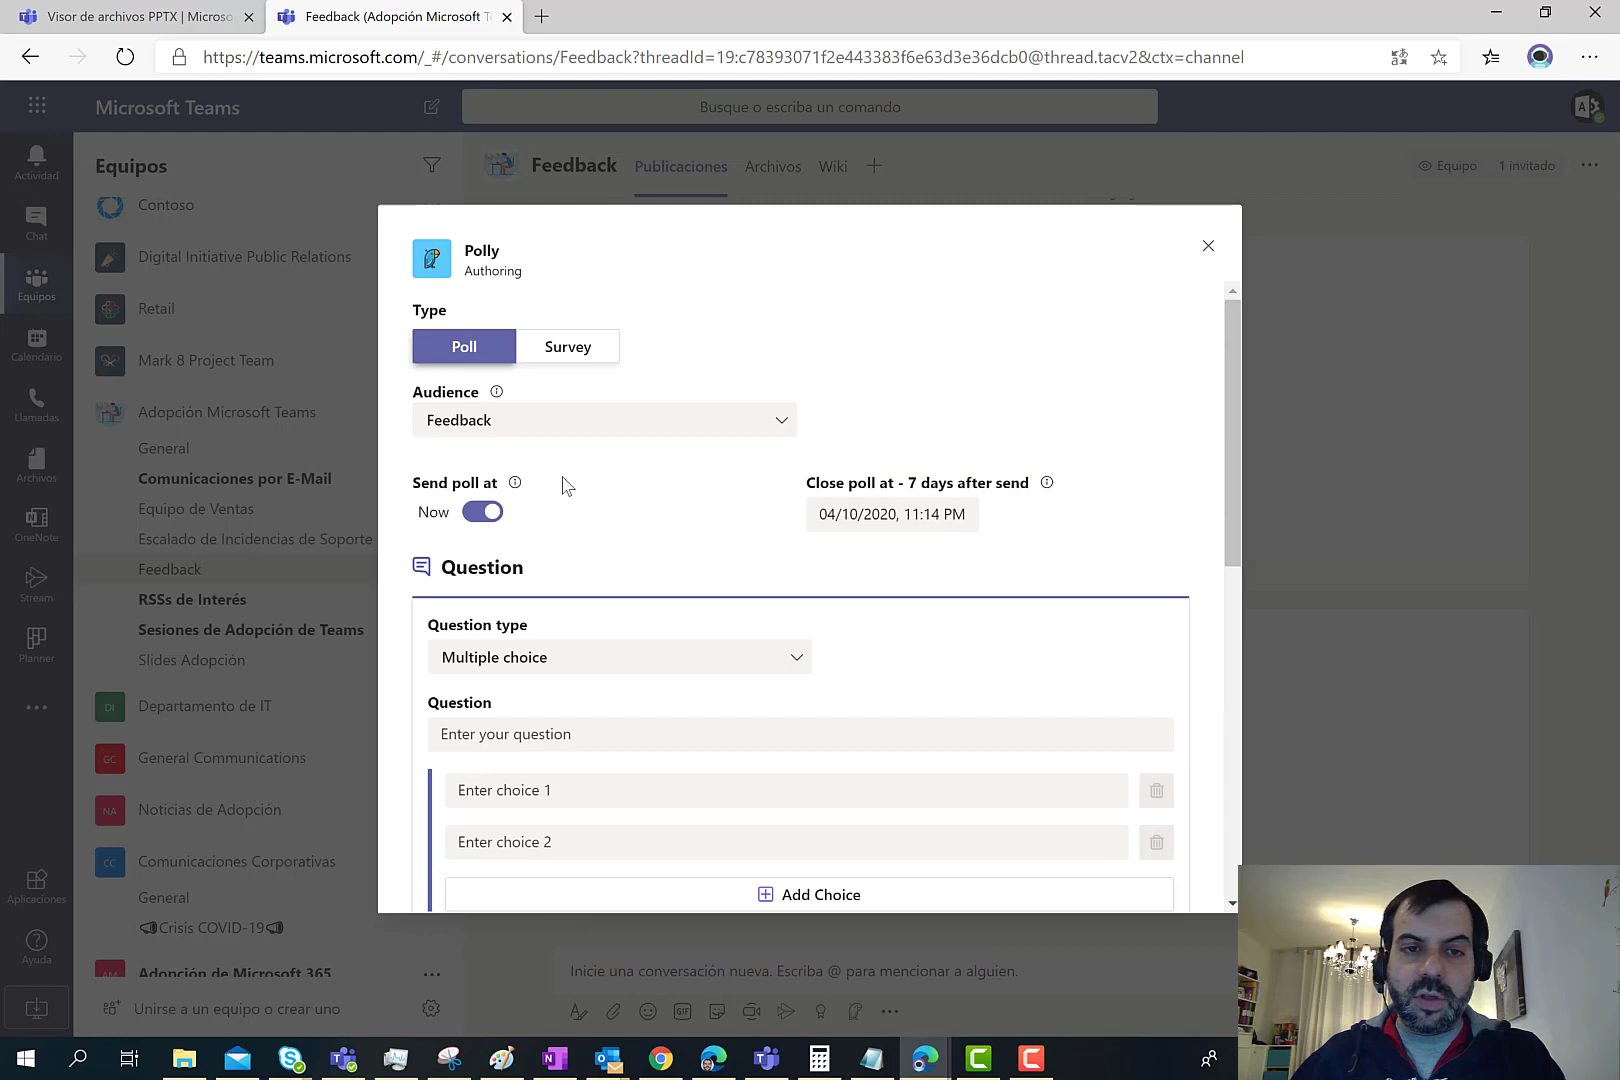 Visor de archivos PPTX | Microso
Feedback (Adopción Microsoft T
https://teams.microsoft.com/_#/conversations/Feedback?threadId=19:c78393071f2e443383f6e63d3e36dcb0@thread.tacv2&ctx=channel
Microsoft Teams
Busque o escriba un comando
Actividad
Chat
Equipos
Calendario
Llamadas
Archivos
OneNote
Stream
Planner
Aplicaciones
Ayuda
Equipos
Contoso
Digital Initiative Public Relations
Retail
Mark 8 Project Team
Adopción Microsoft Teams
General
Comunicaciones por E-Mail
Equipo de Ventas
Escalado de Incidencias de Soporte
Feedback
RSSs de Interés
Sesiones de Adopción de Teams
Slides Adopción
DI Departamento de IT
GC General Communications
NA Noticias de Adopción
CC Comunicaciones Corporativas
General
Crisis COVID-19
Adopción de Microsoft 365
Unirse a un equipo o crear uno
Feedback Publicaciones Archivos Wiki
Equipo 1 invitado
Polly
Authoring
Type
Poll Survey
Audience
Feedback
Send poll at
Now
Close poll at - 7 days after send
04/10/2020, 11:14 PM
Question
Question type
Multiple choice
Question
Enter your question
Enter choice 1
Enter choice 2
Add Choice
Inicie una conversación nueva. Escriba @ para mencionar a alguien.
GIF